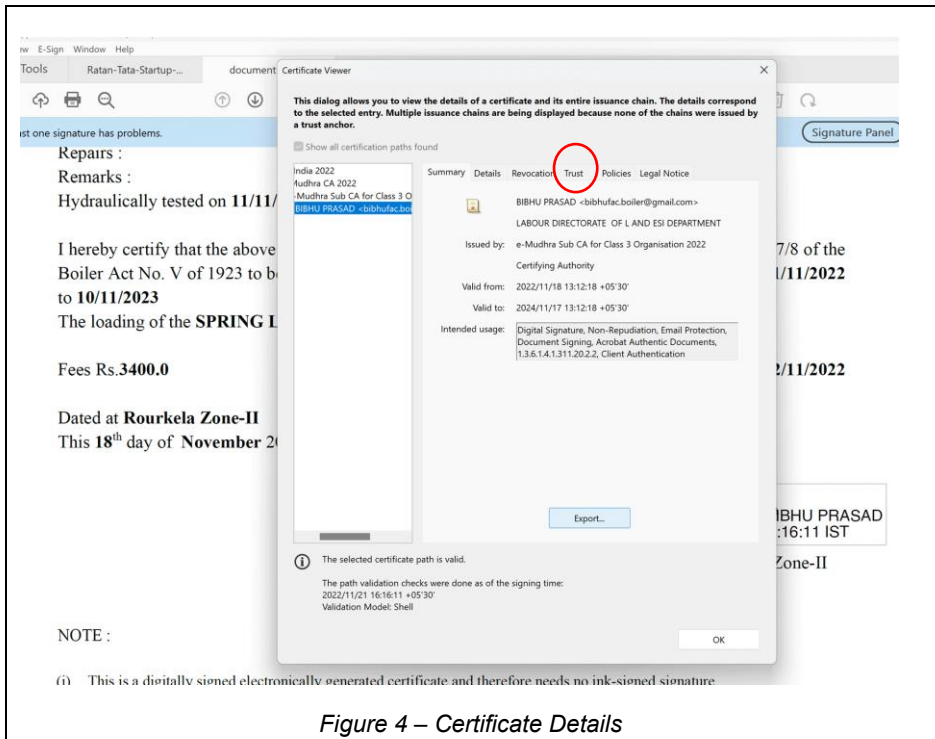 ew E-Sign Window Help
Tools Ratan-Tata-Startup-... document
Certificate Viewer
This dialog allows you to view the details of a certificate and its entire issuance chain. The details correspond
to the selected entry. Multiple issuance chains are being displayed because none of the chains were issued by
a trust anchor.
ast one signature has problems.
Signature Panel
Show all certification paths found
India 2022
Mudhra CA 2022
-Mudhra Sub CA for Class 3 O
BIBHU PRASAD <bibhufac.boi
Summary Details Revocation Trust Policies Legal Notice
BIBHU PRASAD <bibhufac.boiler@gmail.com>
LABOUR DIRECTORATE OF L AND ESI DEPARTMENT
Issued by: e-Mudhra Sub CA for Class 3 Organisation 2022
Certifying Authority
Valid from: 2022/11/18 13:12:18 +05'30'
Valid to: 2024/11/17 13:12:18 +05'30'
Intended usage: Digital Signature, Non-Repudiation, Email Protection,
Document Signing, Acrobat Authentic Documents,
1.3.6.1.4.1.311.20.2.2, Client Authentication
Export...
The selected certificate path is valid.
The path validation checks were done as of the signing time:
2022/11/21 16:16:11 +05'30'
Validation Model: Shell
OK
Repairs :
Remarks :
Hydraulically tested on 11/11/
I hereby certify that the above 7/8 of the
Boiler Act No. V of 1923 to b /11/2022
to 10/11/2023
The loading of the SPRING L
Fees Rs.3400.0 2/11/2022
Dated at Rourkela Zone-II
This 18th day of November 2
IBHU PRASAD
:16:11 IST
Zone-II
NOTE :
(i) This is a digitally signed electronically generated certificate and therefore needs no ink-signed signature
Figure 4 – Certificate Details